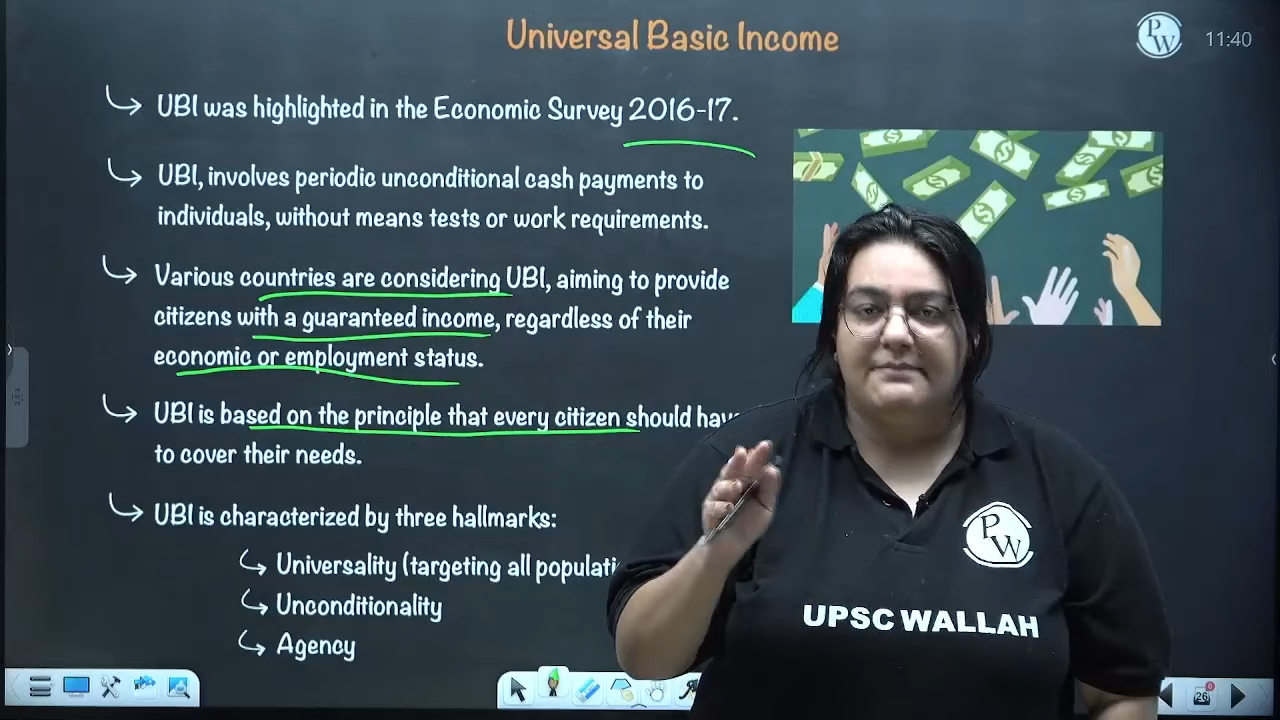 Universal Basic Income
P
W
11:40
UBI was highlighted in the Economic Survey 2016-17.
UBI, involves periodic unconditional cash payments to
individuals, without means tests or work requirements.
Various countries are considering UBI, aiming to provide
citizens with a guaranteed income, regardless of their
economic or employment status.
UBI is based on the principle that every citizen should
to cover their needs.
UBI is characterized by three hallmarks:
Universality (targeting all
Unconditionality
Agency
P
W
UPSC WALLAH
26